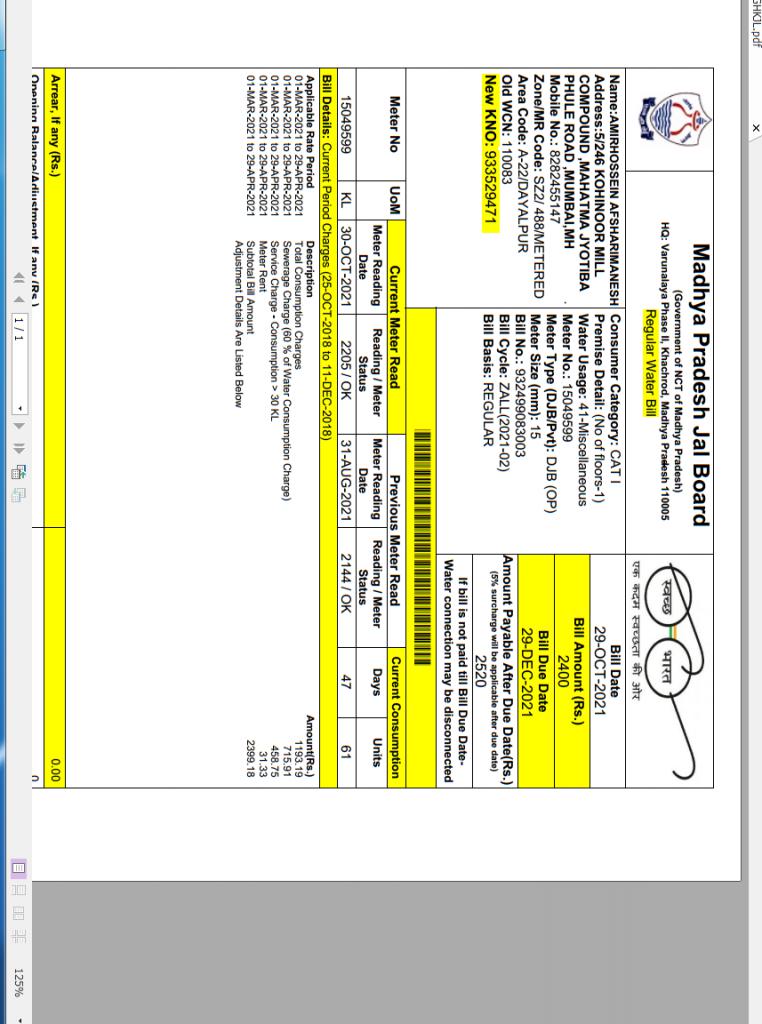 GHKJL.pdf
x
Madhya Pradesh Jal Board
(Government of NCT of Madhya Pradesh)
HQ: Varunalaya Phase II, Khachrod, Madhya Pradesh 110005
Regular Water Bill
स्वच्छ भारत
एक कदम स्वच्छता की ओर
Name:AMIRHOSSEIN AFSHARIMANESH
Address:5/246 KOHINOOR MILL
COMPOUND ,MAHATMA JYOTIBA
PHULE ROAD ,MUMBAI,MH
Mobile No.: 8282455147
Zone/MR Code: SZ2/ 488/METERED
Area Code: A-22/DAYALPUR
Old WCN: 110083
New KNO: 933529471
Consumer Category: CAT I
Premise Detail: (No of floors-1)
Water Usage: 41-Miscellaneous
Meter No.: 15049599
Meter Type (DJB/Pvt): DJB (OP)
Meter Size (mm): 15
Bill No.: 932499083003
Bill Cycle: ZALL(2021-02)
Bill Basis: REGULAR
Bill Date
29-OCT-2021
Bill Amount (Rs.)
2400
Bill Due Date
29-DEC-2021
Amount Payable After Due Date(Rs.)
(5% surcharge will be applicable after due date)
2520
If bill is not paid till Bill Due Date-
Water connection may be disconnected
Meter No UoM Current Meter Read Previous Meter Read Current Consumption
Meter Reading Date Reading / Meter Status Meter Reading Date Reading / Meter Status Days Units
15049599 KL 30-OCT-2021 2205 / OK 31-AUG-2021 2144 / OK 47 61
Bill Details: Current Period Charges (25-OCT-2018 to 11-DEC-2018)
Applicable Rate Period Description Amount(Rs.)
01-MAR-2021 to 29-APR-2021 Total Consumption Charges 1193.19
01-MAR-2021 to 29-APR-2021 Sewerage Charge (60 % of Water Consumption Charge) 715.91
01-MAR-2021 to 29-APR-2021 Service Charge - Consumption > 30 KL 458.75
01-MAR-2021 to 29-APR-2021 Meter Rent 31.33
01-MAR-2021 to 29-APR-2021 Subtotal Bill Amount 2399.18
Adjustment Details Are Listed Below
Arrear, If any (Rs.) 0.00
Opening Balance/Adjustment, If any (Rs.) 0
1 / 1
125%